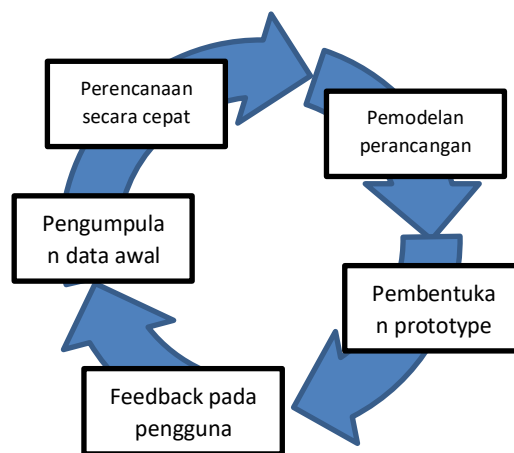 Perencanaan
secara cepat
Pemodelan
perancangan
Pengumpula
n data awal
Pembentuka
n prototype
Feedback pada
pengguna